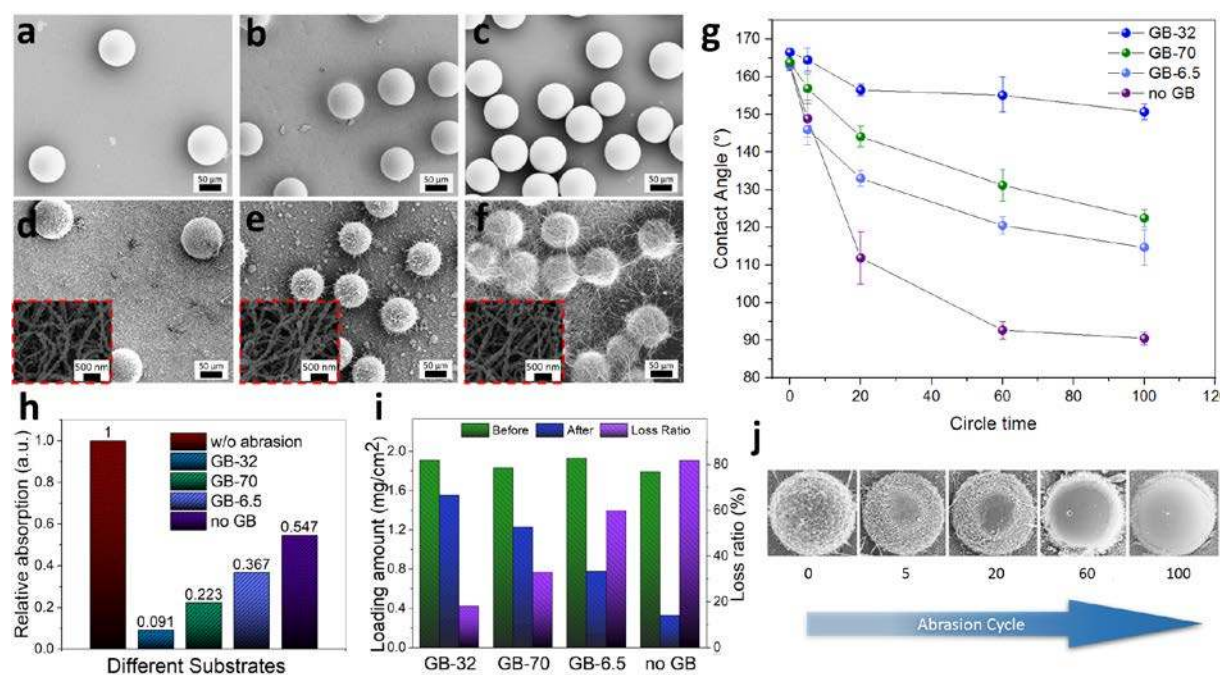 a
50 μm
b
50 μm
c
50 μm
d
500 nm
50 μm
e
500 nm
50 μm
f
500 nm
50 μm
g
170
160
150
140
130
120
110
100
90
80
Contact Angle (°)
0
20
40
60
80
100
120
Circle time
GB-32
GB-70
GB-6.5
no GB
h
Relative absorption (a.u.)
1.0
0.8
0.6
0.4
0.2
0.0
1
0.091
0.223
0.367
0.547
w/o abrasion
GB-32
GB-70
GB-6.5
no GB
Different Substrates
i
Before After Loss Ratio
Loading amount (mg/cm²)
2.0
1.6
1.2
0.8
0.4
0.0
80
60
40
20
0
Loss ratio (%)
GB-32 GB-70 GB-6.5 no GB
j
0 5 20 60 100
Abrasion Cycle